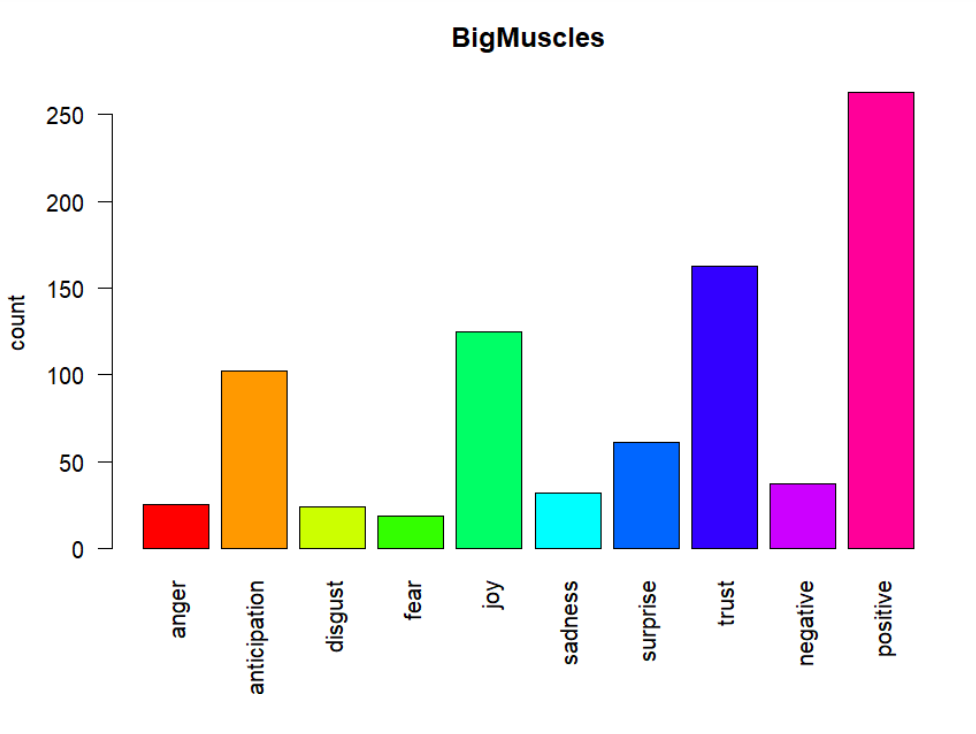 BigMuscles
count
250
200
150
100
50
0
anger
anticipation
disgust
fear
joy
sadness
surprise
trust
negative
positive